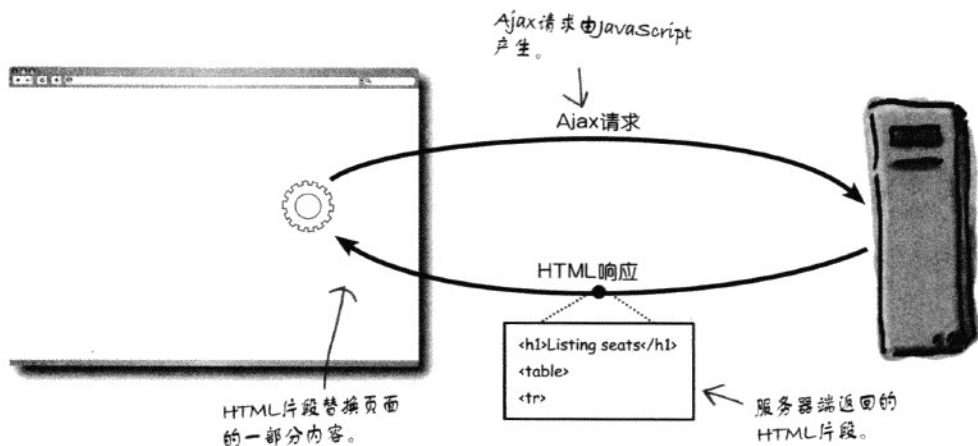 Ajax请求由JavaScript
产生。
Ajax请求
HTML响应
<h1>Listing seats</h1>
<table>
<tr>
HTML片段替换页面
的一部分内容。
服务器端返回的
HTML片段。